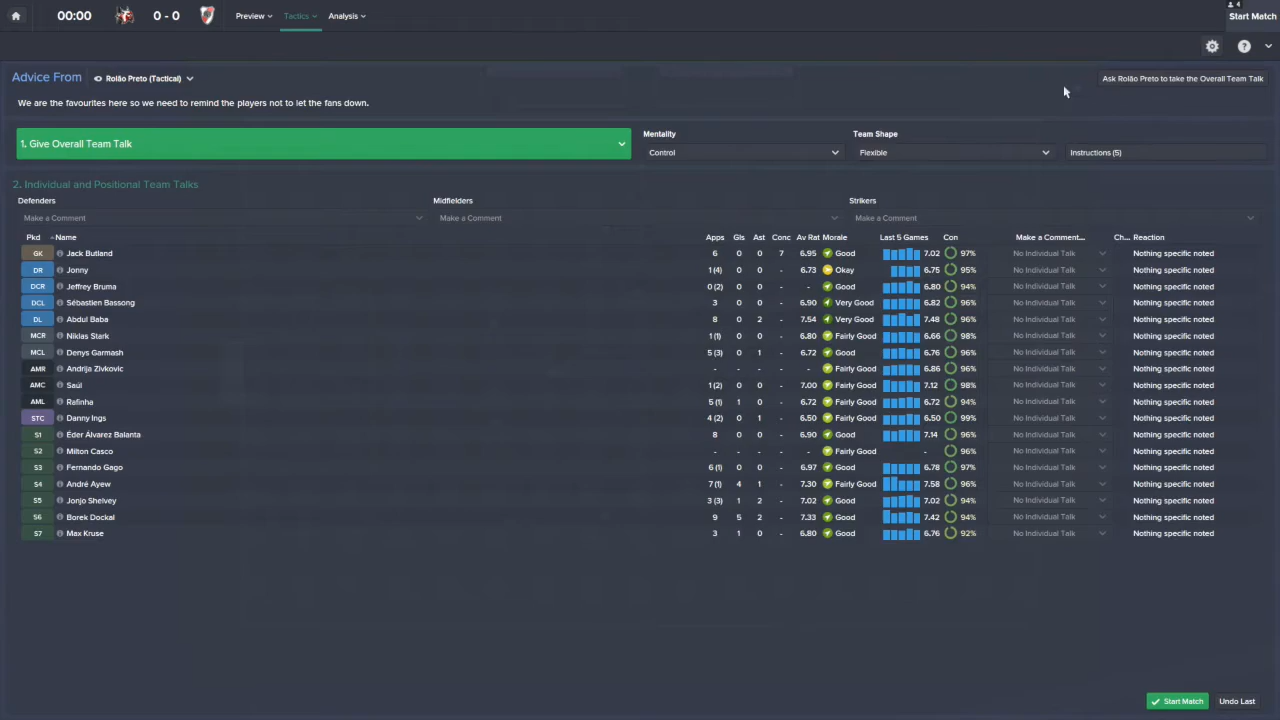 00:00 0 - 0 Preview Tactics Analysis 4 Start Match
Advice From Rolão Preto (Tactical) Ask Rolão Preto to take the Overall Team Talk
We are the favourites here so we need to remind the players not to let the fans down.
Mentality Team Shape
1. Give Overall Team Talk Control Flexible Instructions (5)
2. Individual and Positional Team Talks
Defenders Midfielders Strikers
Make a Comment Make a Comment Make a Comment
Pkd Name Apps Gls Ast Conc Av Rat Morale Last 5 Games Con Make a Comment... Ch... Reaction
GK Jack Butland 6 0 0 7 6.95 Good 7.02 97% No Individual Talk Nothing specific noted
DR Jonny 1 (4) 0 0 - 6.73 Okay 6.75 95% No Individual Talk Nothing specific noted
DCR Jeffrey Bruma 0 (2) 0 0 - - Good 6.80 94% No Individual Talk Nothing specific noted
DCL Sébastien Bassong 3 0 0 - 6.90 Very Good 6.82 96% No Individual Talk Nothing specific noted
DL Abdul Baba 8 0 2 - 7.54 Very Good 7.48 96% No Individual Talk Nothing specific noted
MCR Niklas Stark 1 (1) 0 0 - 6.80 Fairly Good 6.66 98% No Individual Talk Nothing specific noted
MCL Denys Garmash 5 (3) 0 1 - 6.72 Good 6.76 96% No Individual Talk Nothing specific noted
AMR Andrija Zivkovic - - - - - Fairly Good 6.86 96% No Individual Talk Nothing specific noted
AMC Saúl 1 (2) 0 0 - 7.00 Fairly Good 7.12 98% No Individual Talk Nothing specific noted
AML Rafinha 5 (1) 1 0 - 6.72 Fairly Good 6.72 94% No Individual Talk Nothing specific noted
STC Danny Ings 4 (2) 0 1 - 6.50 Fairly Good 6.50 99% No Individual Talk Nothing specific noted
S1 Éder Álvarez Balanta 8 0 0 - 6.90 Good 7.14 96% No Individual Talk Nothing specific noted
S2 Milton Casco - - - - - Fairly Good - 96% No Individual Talk Nothing specific noted
S3 Fernando Gago 6 (1) 0 0 - 6.97 Good 6.78 97% No Individual Talk Nothing specific noted
S4 André Ayew 7 (1) 4 1 - 7.30 Fairly Good 7.58 96% No Individual Talk Nothing specific noted
S5 Jonjo Shelvey 3 (3) 1 2 - 7.02 Good 7.02 94% No Individual Talk Nothing specific noted
S6 Borek Dockal 9 5 2 - 7.33 Good 7.42 94% No Individual Talk Nothing specific noted
S7 Max Kruse 3 1 0 - 6.80 Good 6.76 92% No Individual Talk Nothing specific noted
Start Match Undo Last